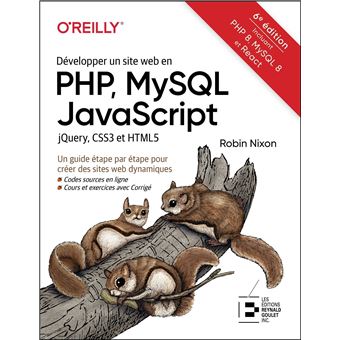 O'REILLY®
6e édition
Incluant
PHP 8, MySQL 8
et React
Développer un site web en
PHP, MySQL
JavaScript
jQuery, CSS3 et HTML5
Robin Nixon
Un guide étape par étape pour
créer des sites web dynamiques
• Codes sources en ligne
• Cours et exercices avec Corrigé
LES
ÉDITIONS
REYNALD
GOULET
INC.